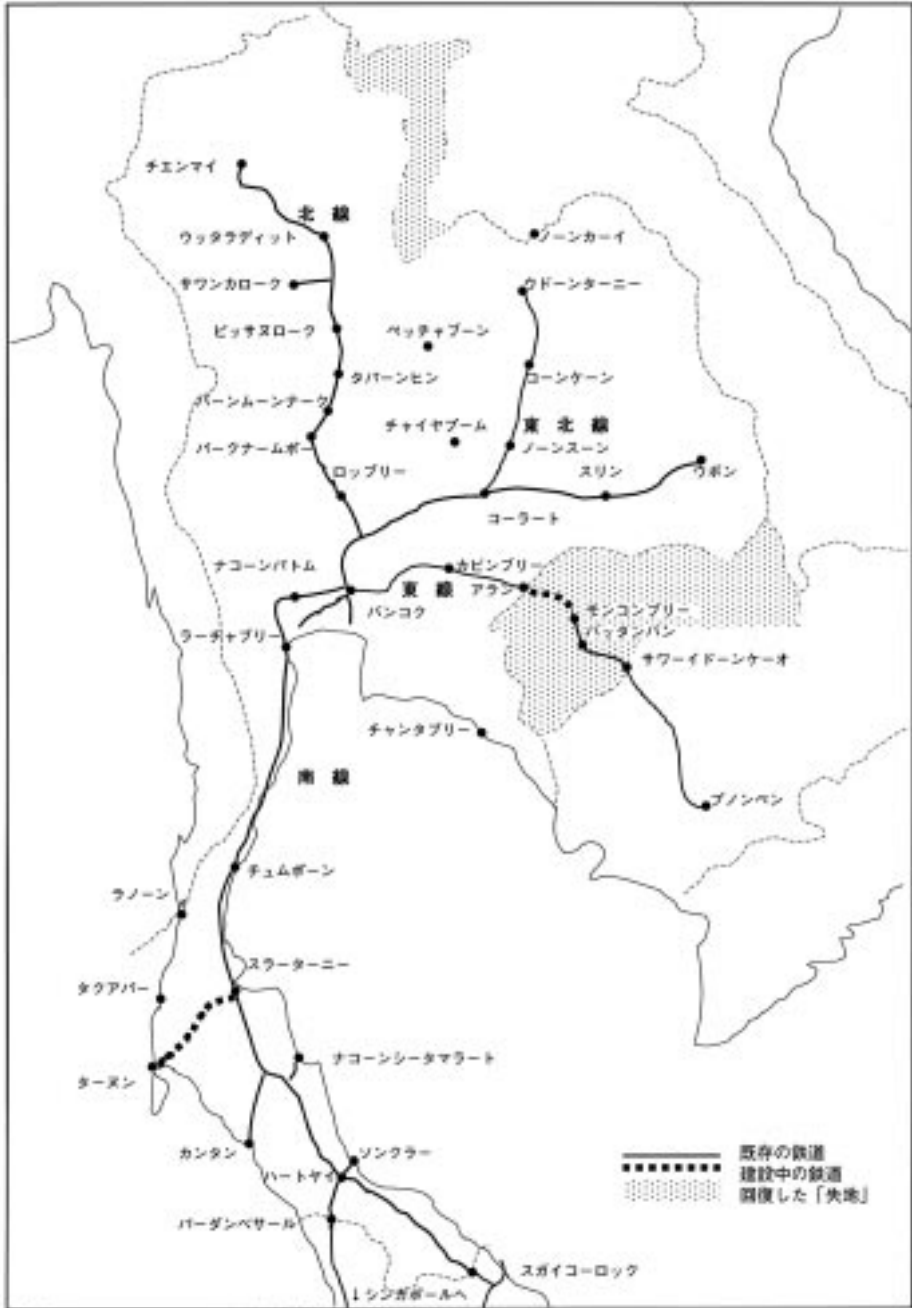 チエンマイ
北線
ウッタラディット
ノーンカーイ
サワンカローク
ウドーンターニー
ピッサヌローク
ペッチャブーン
コーンケーン
タパーンヒン
バーンムーンナーク
チャイヤプーム
東北線
パークナームポー
ノーンスーン
ロップリー
スリン
ウボン
コーラート
ナコーンパトム
カビンブリー
東線
アラン
バンコク
モンコンブリー
バッタンバン
ラーチャブリー
サワーイドーンケーオ
チャンタブリー
南線
プノンペン
チュムポーン
ラノーン
スラーターニー
タクアパー
ナコーンシータマラート
ターヌン
カンタン
ソンクラー
ハートヤイ
既存の鉄道
建設中の鉄道
回復した「失地」
パーダンベサール
スガイコーロック
↓シンガポールへ